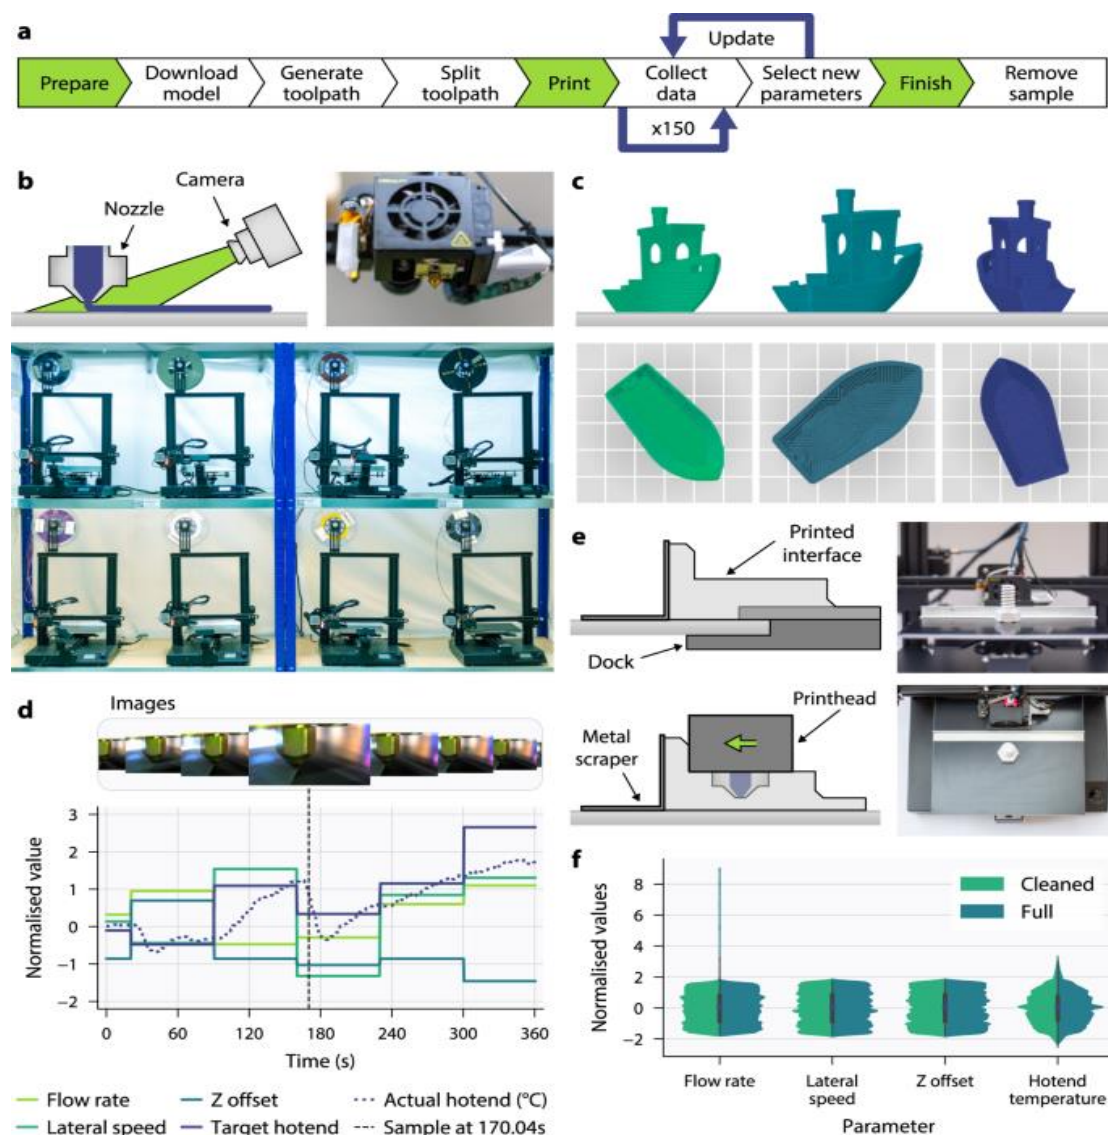 a
Update
Prepare
Download
model
Generate
toolpath
Split
toolpath
Print
Collect
data
Select new
parameters
Finish
Remove
sample
x150
b
Camera
Nozzle
c
d
Images
Normalised value
3
2
1
0
−1
−2
0
60
120
180
240
300
360
Time (s)
Flow rate
Z offset
Actual hotend (°C)
Lateral speed
Target hotend
Sample at 170.04s
e
Printed
interface
Dock
Printhead
Metal
scraper
f
Normalised values
8
6
4
2
0
−2
Cleaned
Full
Flow rate
Lateral
speed
Z offset
Hotend
temperature
Parameter